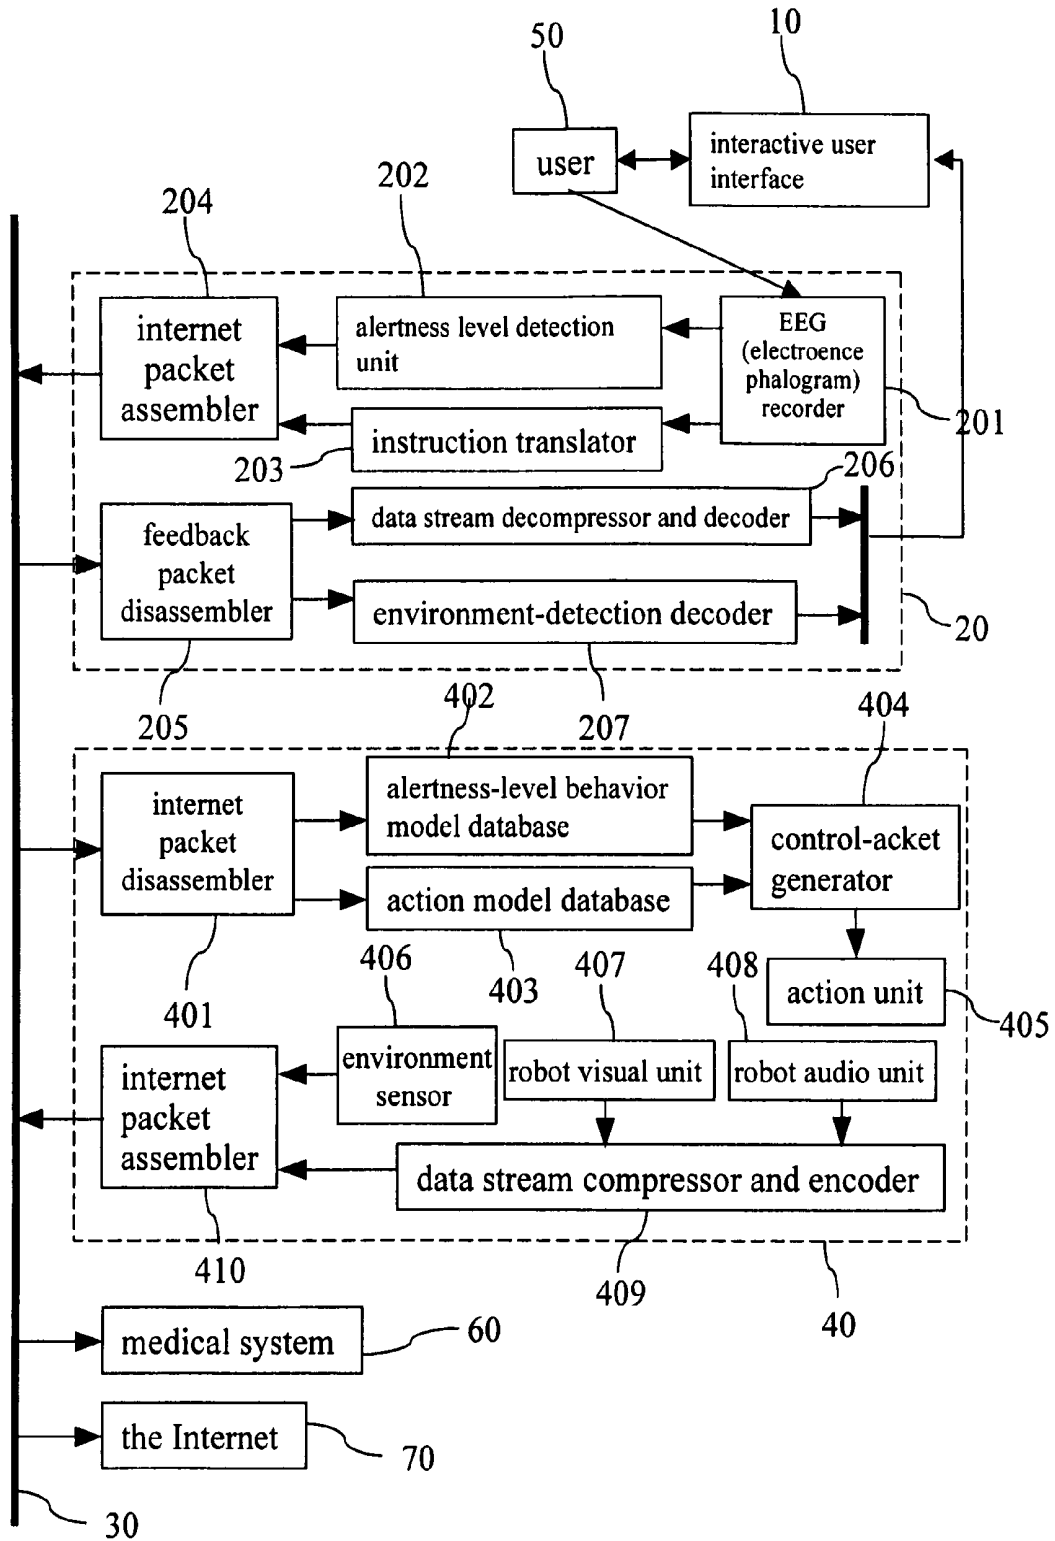 10
50
user
interactive user
interface
202
204
internet
packet
assembler
alertness level detection
unit
EEG
(electroence
phalogram)
recorder
201
instruction translator
203
206
feedback
packet
disassembler
data stream decompressor and decoder
environment-detection decoder
20
205
207
402
404
internet
packet
disassembler
alertness-level behavior
model database
control-acket
generator
action model database
401
403
406
407
408
action unit
405
internet
packet
assembler
environment
sensor
robot visual unit
robot audio unit
data stream compressor and encoder
410
409
40
medical system
60
the Internet
70
30